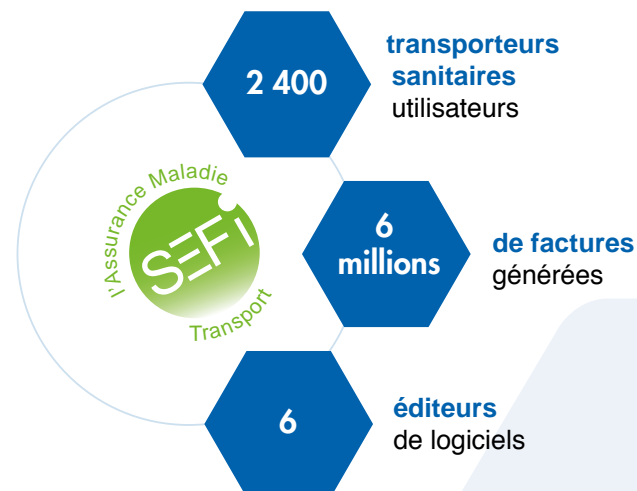 2 400
transporteurs
sanitaires
utilisateurs
l'Assurance Maladie
SEFi
Transport
6
millions
de factures
générées
6
éditeurs
de logiciels